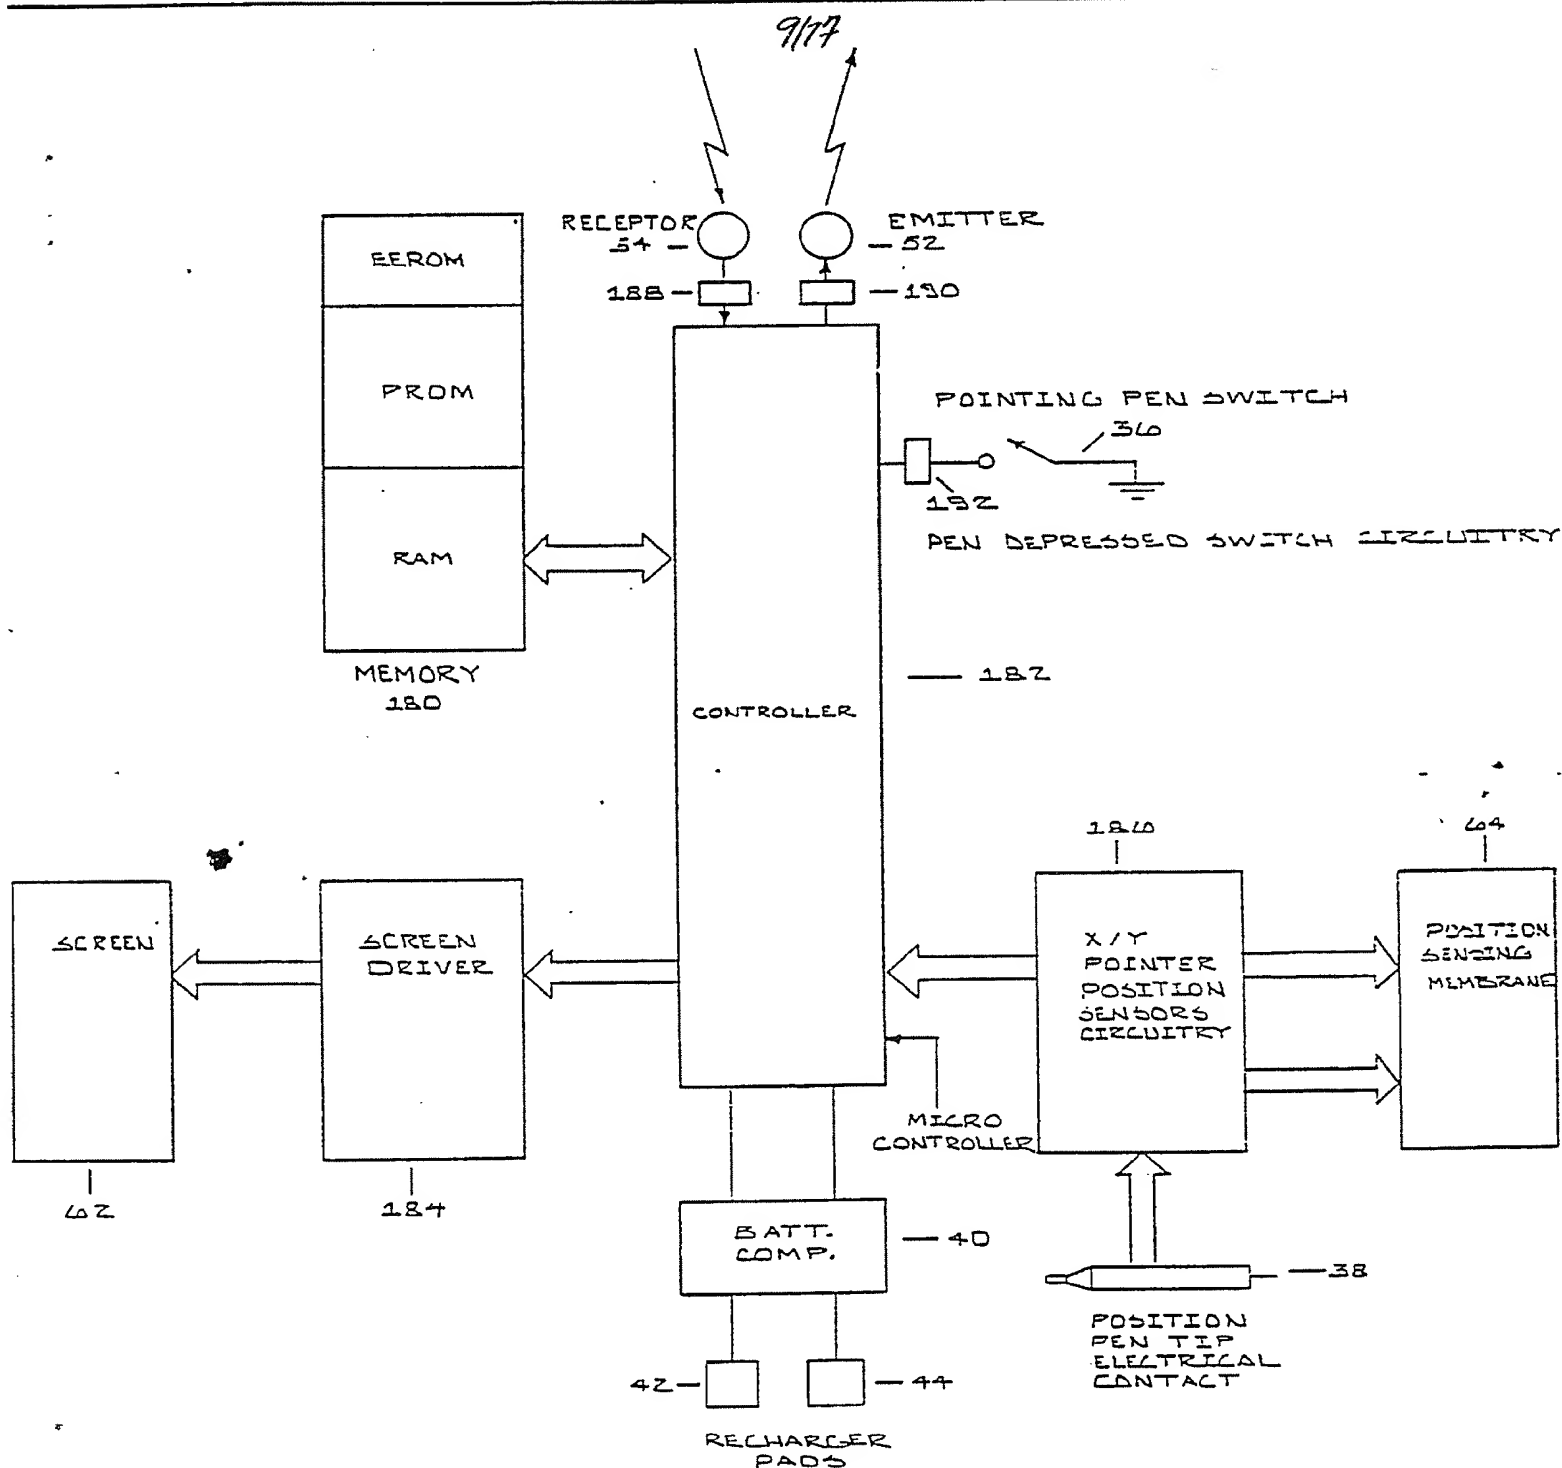 9/17
RECEPTOR
54
EMITTER
52
188
190
EEROM
PROM
RAM
MEMORY
180
POINTING PEN SWITCH
36
192
PEN DEPRESSED SWITCH CIRCUITRY
182
CONTROLLER
186
64
SCREEN
SCREEN
DRIVER
X/Y
POINTER
POSITION
SENSORS
CIRCUITRY
POSITION
SENSING
MEMBRANE
MICRO
CONTROLLER
62
184
BATT.
COMP.
40
38
POSITION
PEN TIP
ELECTRICAL
CONTACT
42
44
RECHARGER
PADS